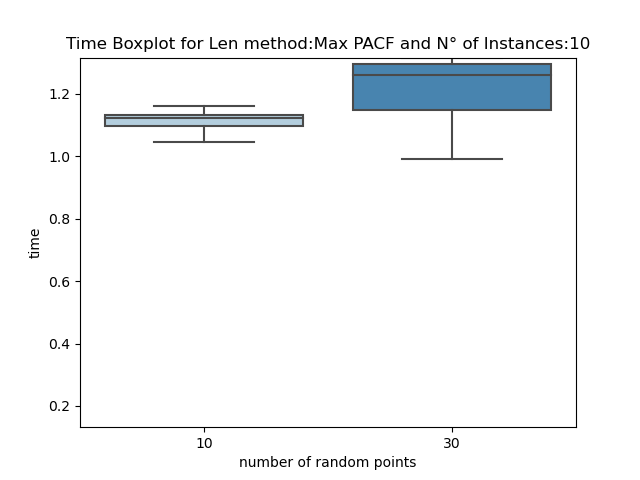 Time Boxplot for Len method:Max PACF and N° of Instances:10
1.2
1.0
0.8
0.6
0.4
0.2
time
10 30
number of random points